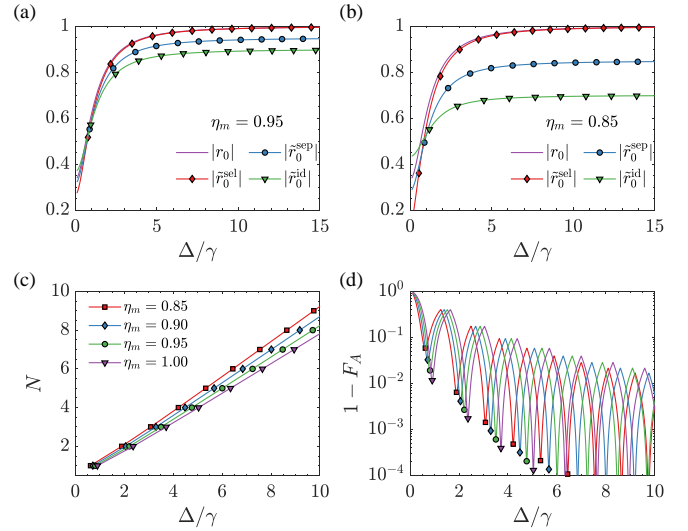 (a)
1
0.8
0.6
0.4
0.2
0 5 10 15
Δ/γ
η_m = 0.95
|r_0| |r̃_0^sep|
|r̃_0^sel| |r̃_0^id|
(b)
1
0.8
0.6
0.4
0.2
0 5 10 15
Δ/γ
η_m = 0.85
|r_0| |r̃_0^sep|
|r̃_0^sel| |r̃_0^id|
(c)
N
10
8
6
4
2
0 2 4 6 8 10
Δ/γ
η_m = 0.85
η_m = 0.90
η_m = 0.95
η_m = 1.00
(d)
1 − F_A
10^0
10^-1
10^-2
10^-3
10^-4
0 2 4 6 8 10
Δ/γ